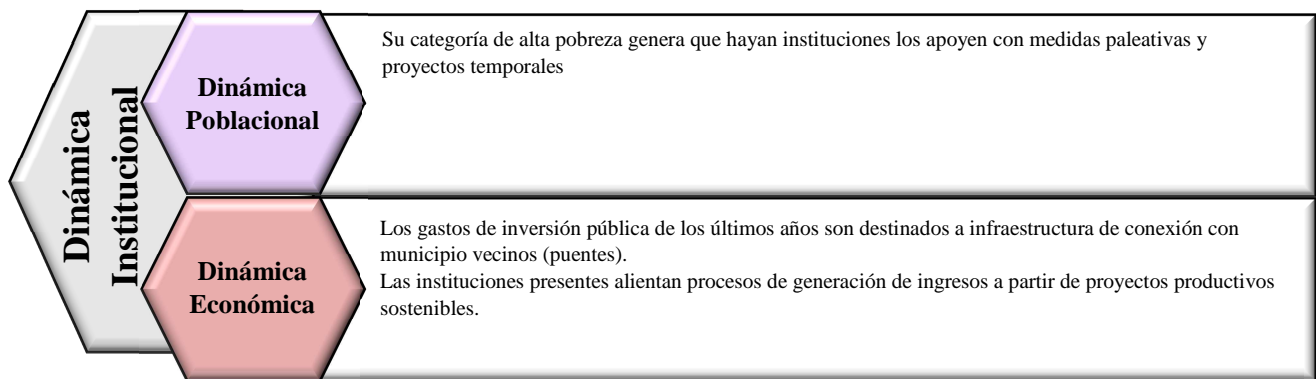 Dinámica
Institucional
Dinámica
Poblacional
Su categoría de alta pobreza genera que hayan instituciones los apoyen con medidas paleativas y
proyectos temporales
Dinámica
Económica
Los gastos de inversión pública de los últimos años son destinados a infraestructura de conexión con
municipio vecinos (puentes).
Las instituciones presentes alientan procesos de generación de ingresos a partir de proyectos productivos
sostenibles.